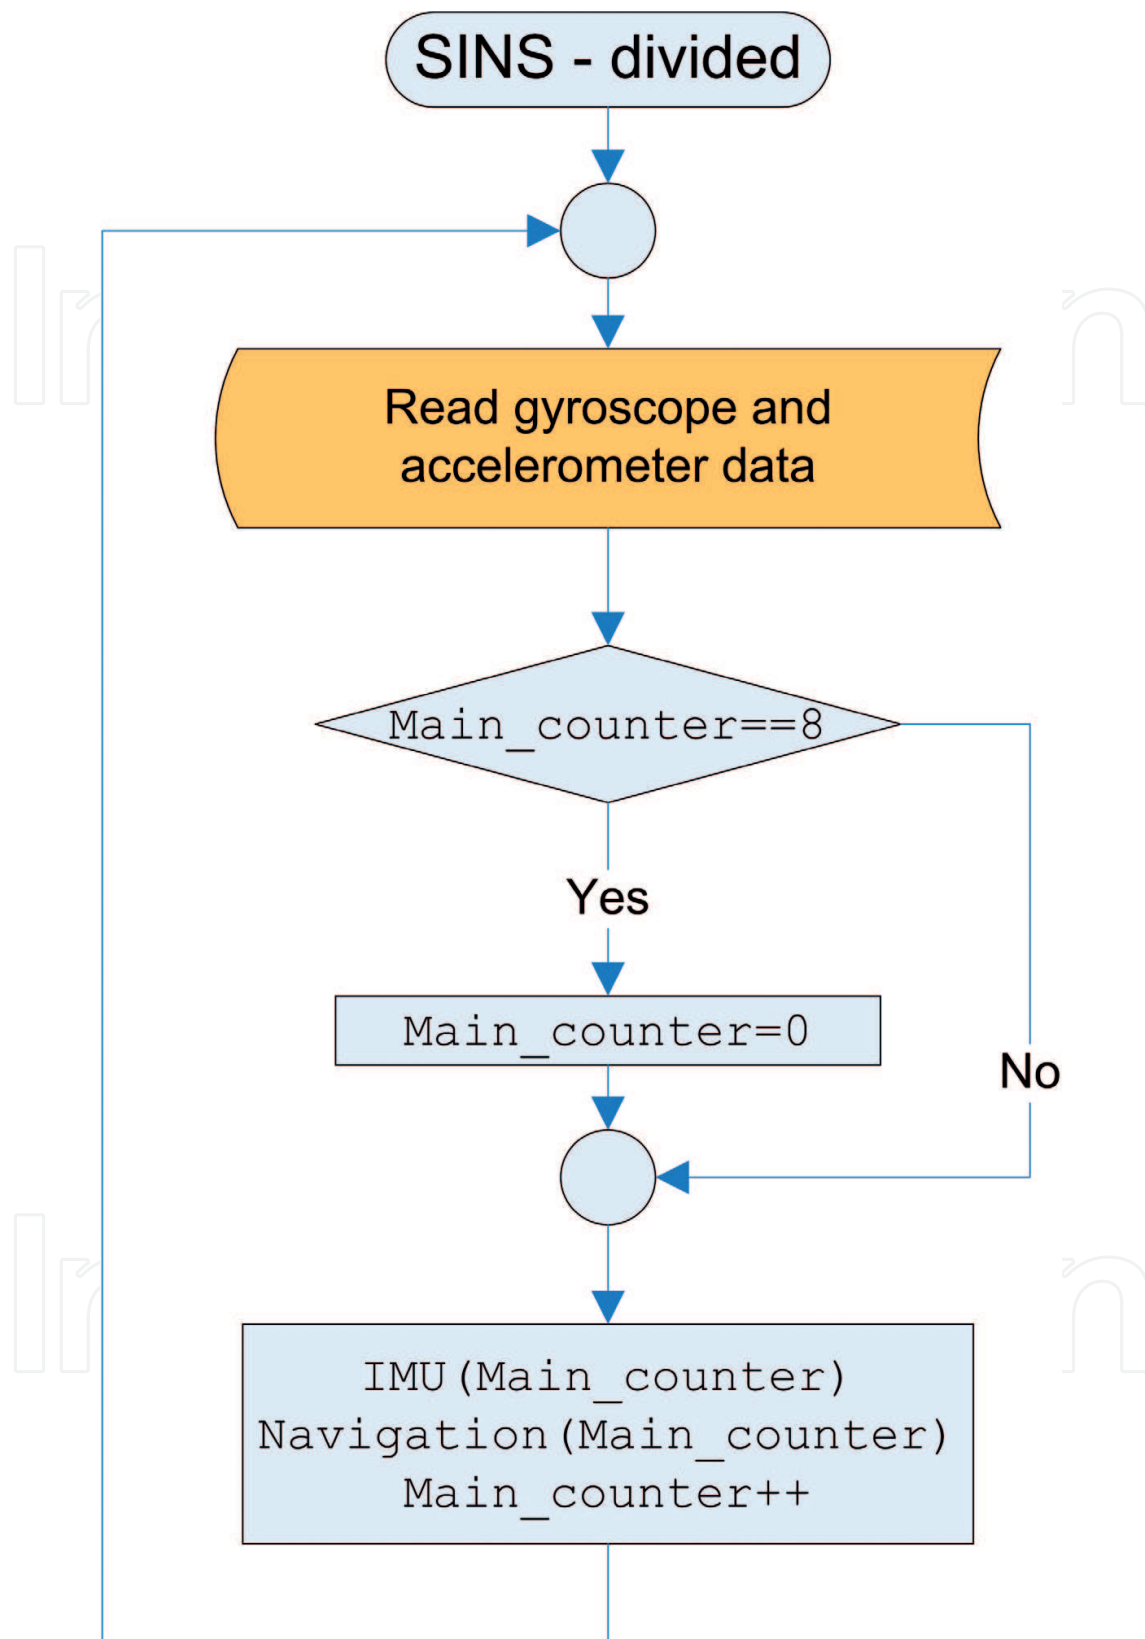 SINS - divided
Read gyroscope and
accelerometer data
Main_counter==8
Yes
Main_counter=0
No
IMU(Main_counter)
Navigation(Main_counter)
Main_counter++